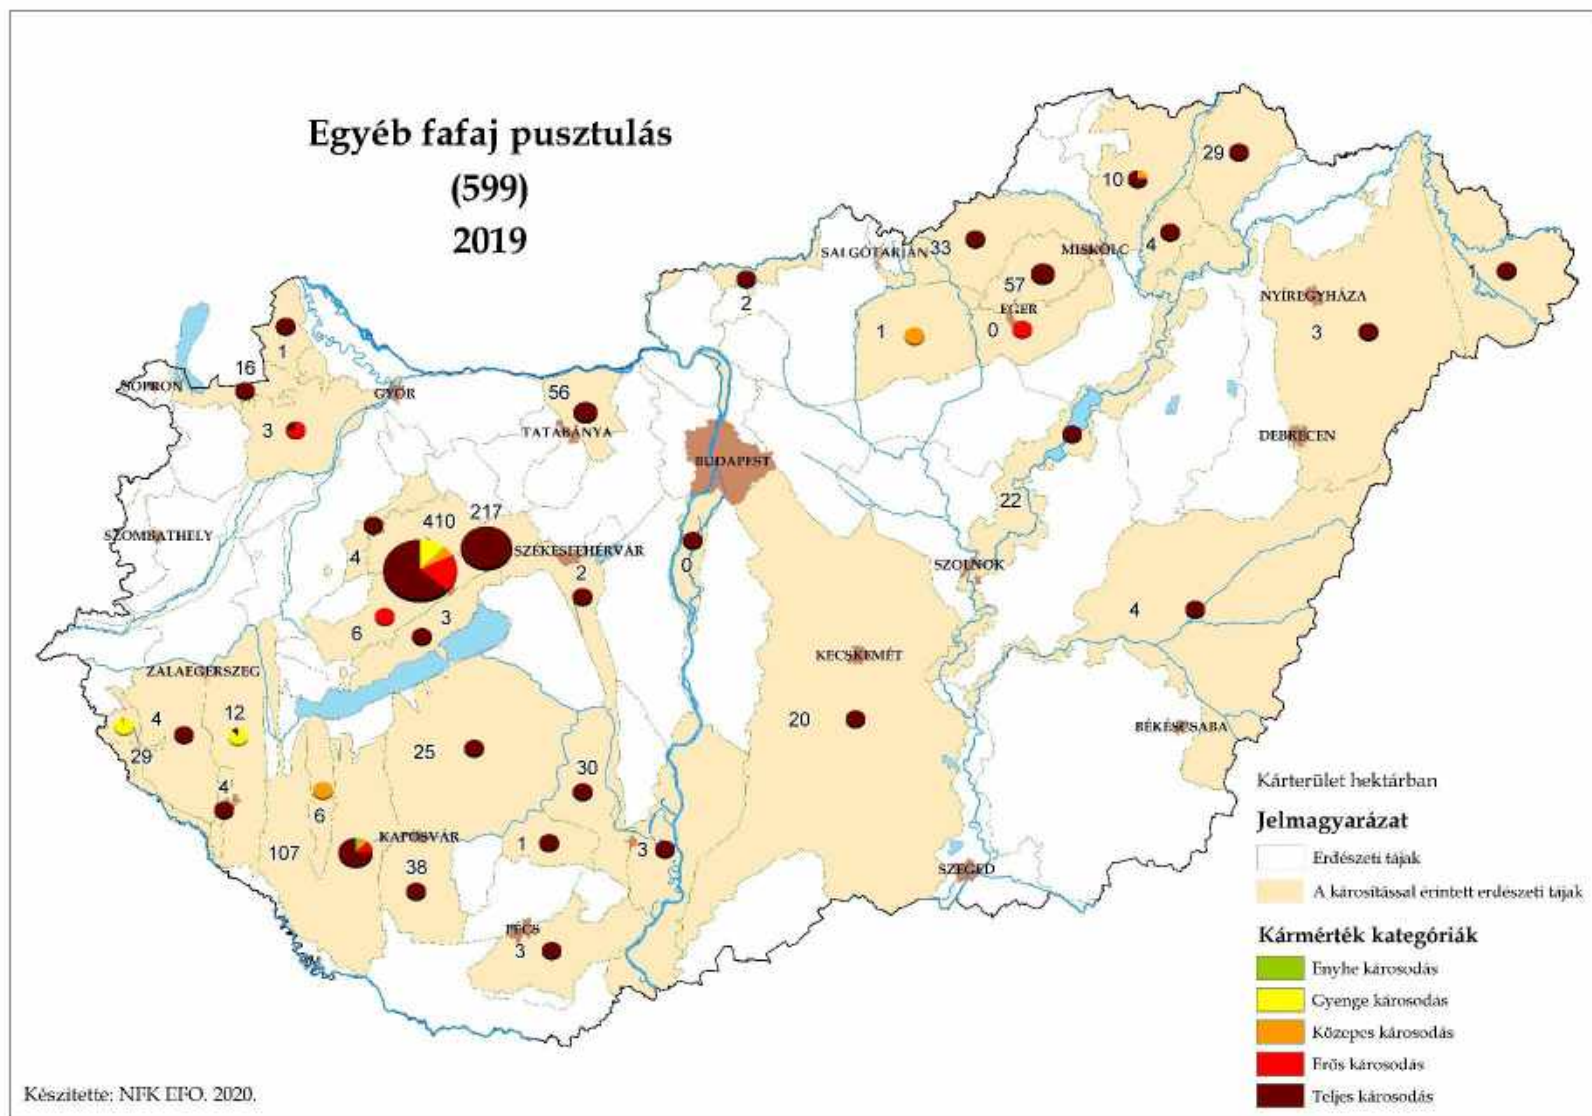 Egyéb fafaj pusztulás
(599)
2019
29
10
4
33
SALGÓTARJÁN
MISKOLC
57
EGER
0
1
2
NYÍREGYHÁZA
3
1
1
16
SOPRON
GYŐR
3
56
TATABÁNYA
BUDAPEST
DEBRECEN
22
410
217
SZOMBATHELY
4
SZÉKESFEHÉRVÁR
2
0
SZOLNOK
4
6
3
KECSKEMÉT
ZALAEGERSZEG
4
12
29
25
20
BÉKÉSCSABA
4
6
30
107
KAPOSVÁR
38
1
3
SZEGED
PÉCS
3
Kárterület hektárban
Jelmagyarázat
Erdészeti tájak
A károsítással érintett erdészeti tájak
Kármérték kategóriák
Enyhe károsodás
Gyenge károsodás
Közepes károsodás
Erős károsodás
Teljes károsodás
Készítette: NFK EFO. 2020.